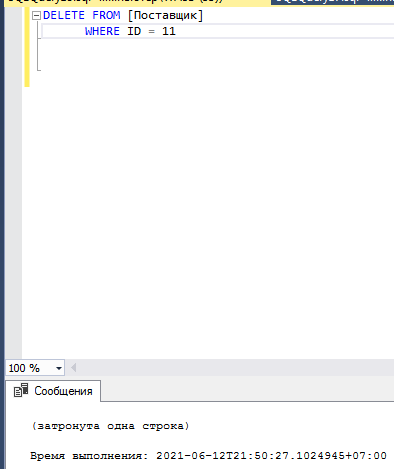 DELETE FROM [Поставщик]
WHERE ID = 11
100 %
Сообщения
(затронута одна строка)
Время выполнения: 2021-06-12T21:50:27.1024945+07:00